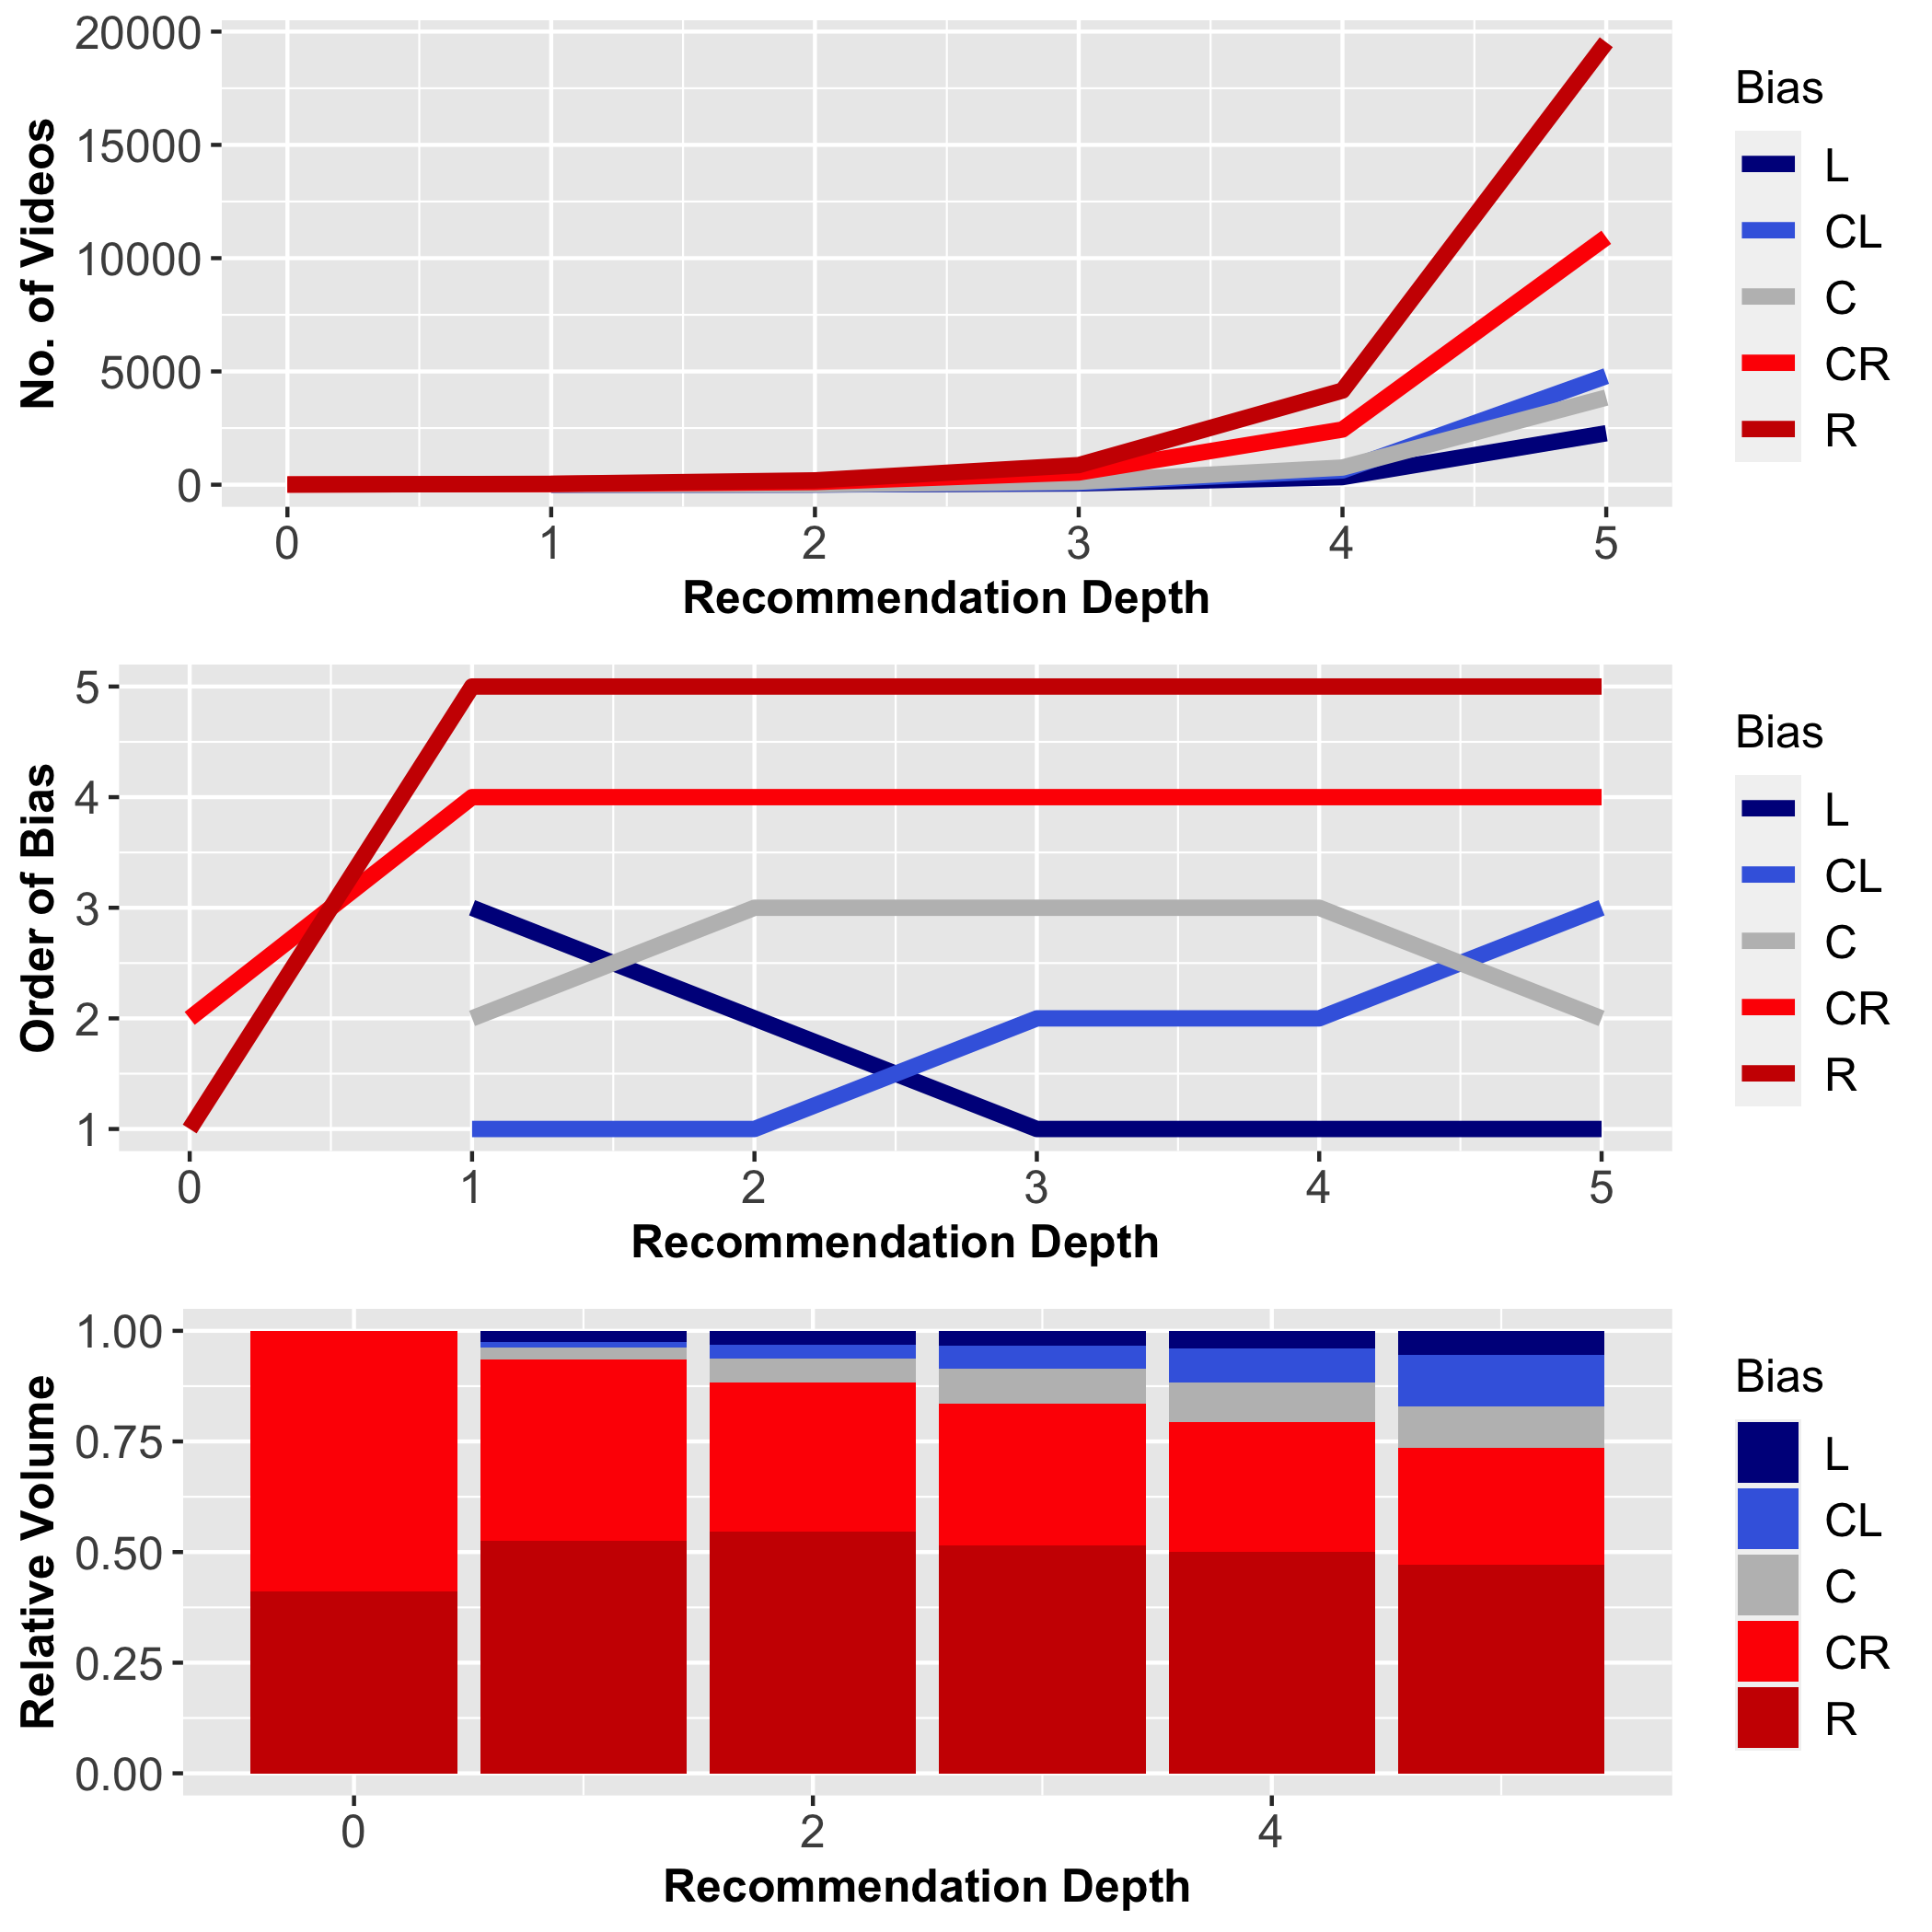 20000
15000
10000
5000
0
No. of Videos
0 1 2 3 4 5
Recommendation Depth
Bias
L
CL
C
CR
R
5
4
3
2
1
Order of Bias
0 1 2 3 4 5
Recommendation Depth
Bias
L
CL
C
CR
R
1.00
0.75
0.50
0.25
0.00
Relative Volume
0 2 4
Recommendation Depth
Bias
L
CL
C
CR
R